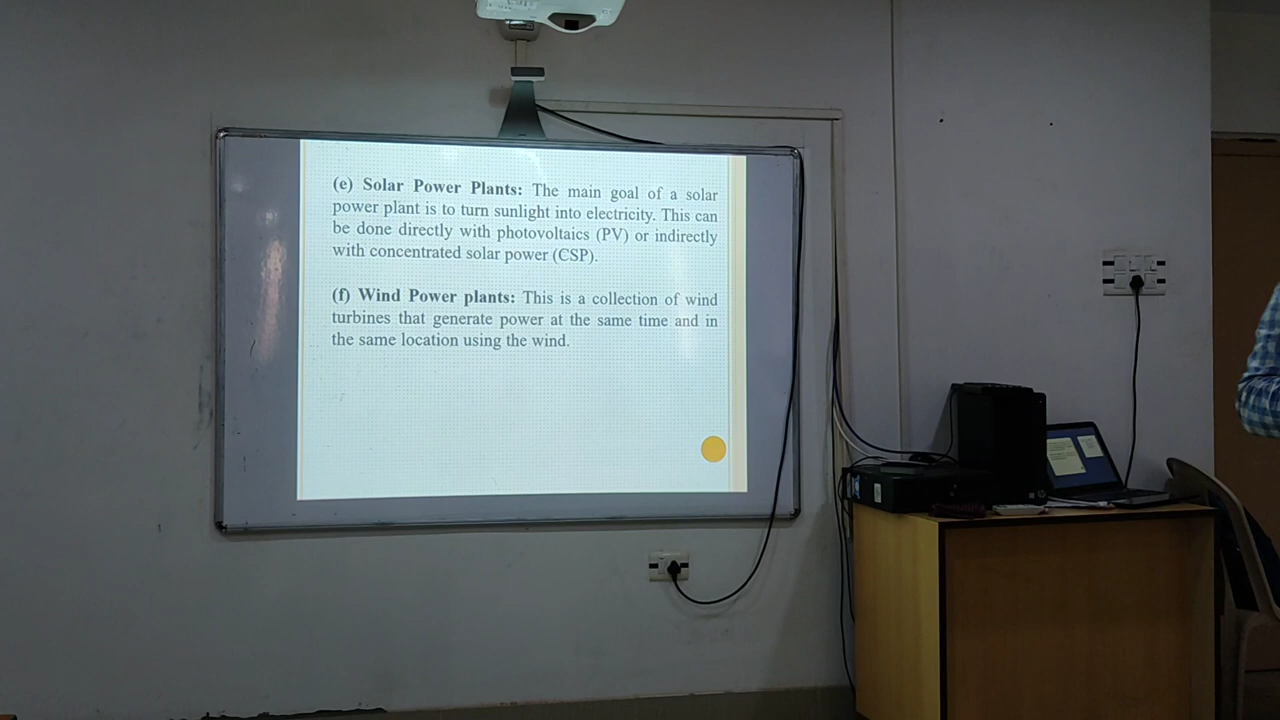 (e) Solar Power Plants: The main goal of a solar
power plant is to turn sunlight into electricity. This can
be done directly with photovoltaics (PV) or indirectly
with concentrated solar power (CSP).
(f) Wind Power plants: This is a collection of wind
turbines that generate power at the same time and in
the same location using the wind.